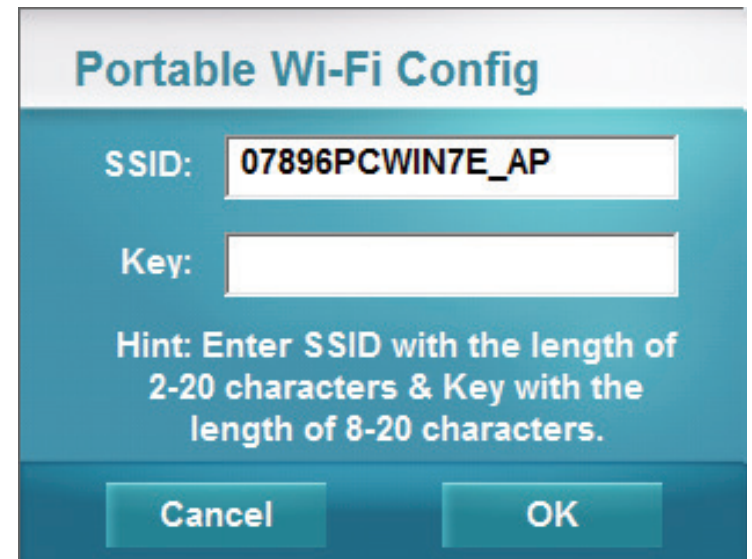 Portable Wi-Fi Config
SSID: 07896PCWIN7E_AP
Key:
Hint: Enter SSID with the length of
2-20 characters & Key with the
length of 8-20 characters.
Cancel OK